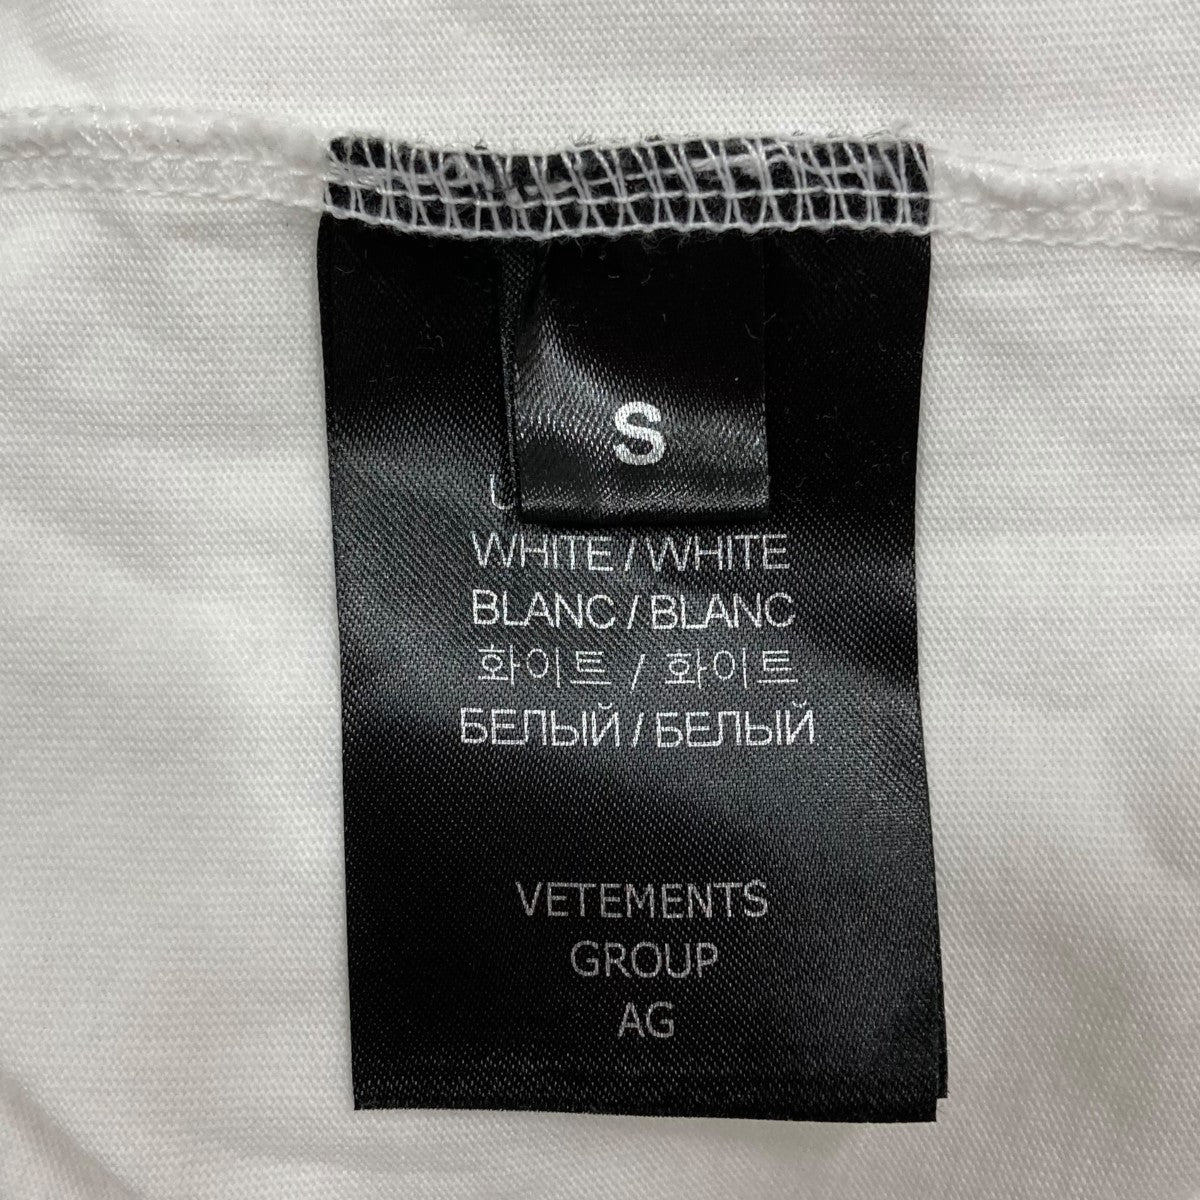 S
WHITE / WHITE
BLANC / BLANC
화이트 / 화이트
БЕЛЫЙ / БЕЛЫЙ
VETEMENTS
GROUP
AG